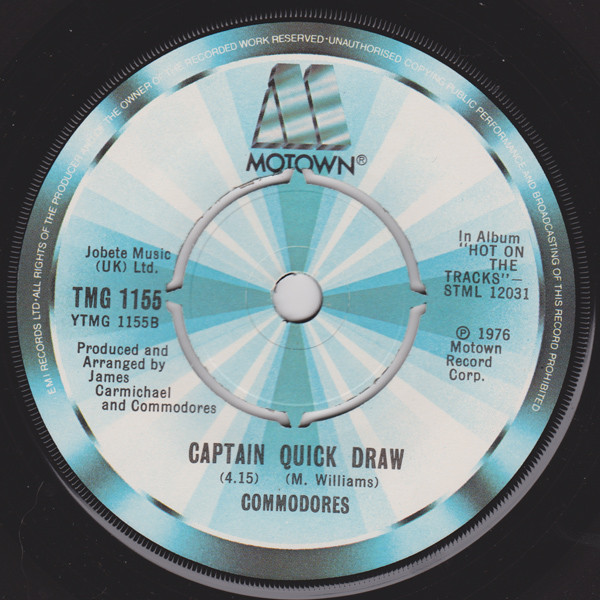 EMI RECORDS LTD·ALL RIGHTS OF THE PRODUCER AND OF THE OWNER OF THE RECORDED WORK RESERVED·UNAUTHORISED COPYING PUBLIC PERFORMANCE AND BROADCASTING OF THIS RECORD PROHIBITED
MOTOWN®
Jobete Music
(UK) Ltd.
TMG 1155
YTMG 1155B
Produced and
Arranged by
James
Carmichael
and Commodores
In Album
"HOT ON
THE
TRACKS"—
STML 12031
℗ 1976
Motown
Record
Corp.
CAPTAIN QUICK DRAW
(4.15) (M. Williams)
COMMODORES